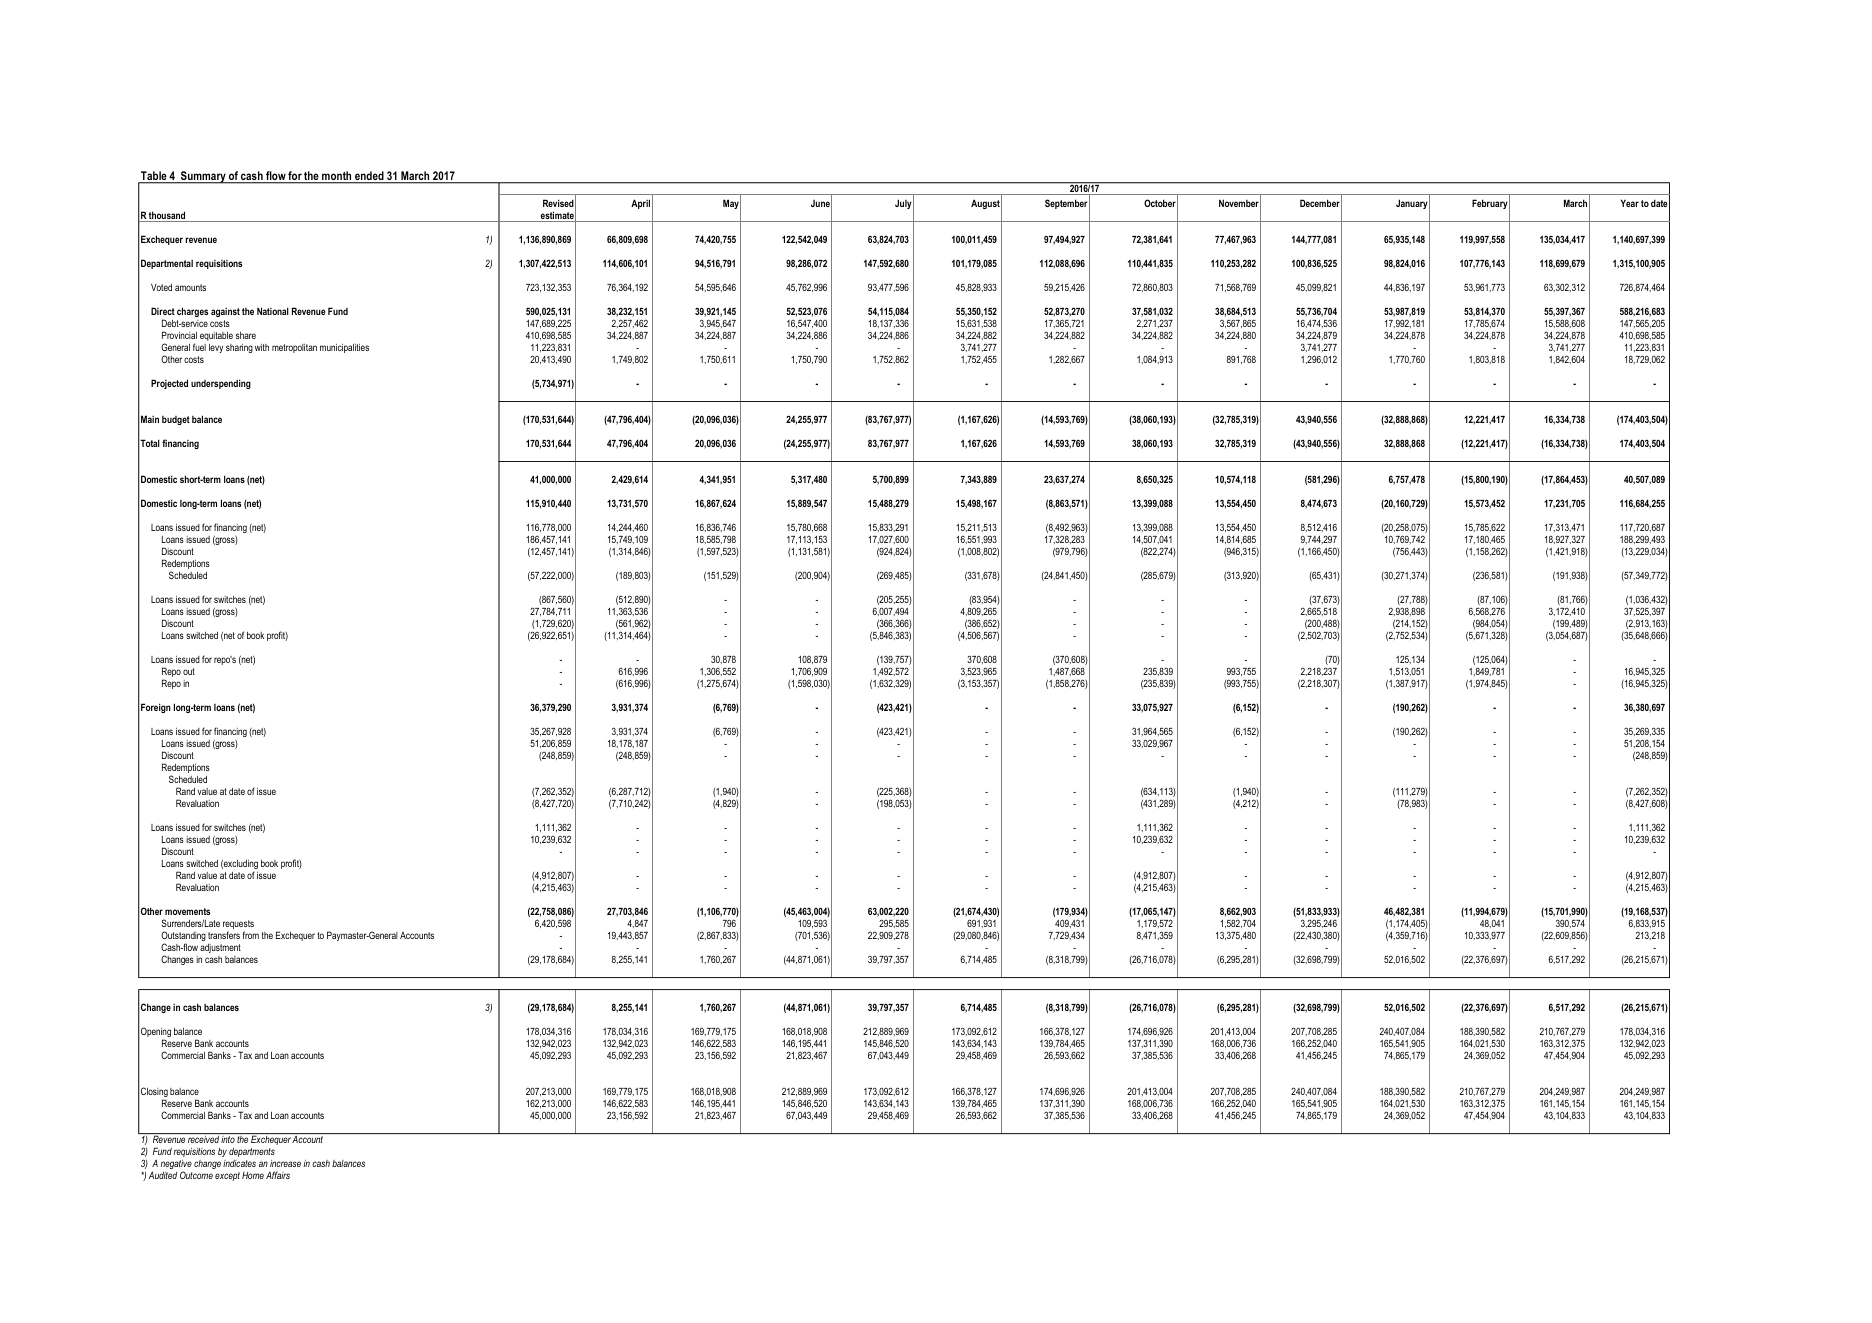 Table 4 Summary of cash flow for the month ended 31 March 2017
2016/17
R thousand Revised estimate April May June July August September October November December January February March Year to date
Exchequer revenue 1) 1,136,890,869 66,809,698 74,420,755 122,542,049 63,824,703 100,011,459 97,494,927 72,381,641 77,467,963 144,777,081 65,935,148 119,997,558 135,034,417 1,140,697,399
Departmental requisitions 2) 1,307,422,513 114,606,101 94,516,791 98,286,072 147,592,680 101,179,085 112,088,696 110,441,835 110,253,282 100,836,525 98,824,016 107,776,143 118,699,679 1,315,100,905
Voted amounts 723,132,353 76,364,192 54,595,646 45,762,996 93,477,596 45,828,933 59,215,426 72,860,803 71,568,769 45,099,821 44,836,197 53,961,773 63,302,312 726,874,464
Direct charges against the National Revenue Fund 590,025,131 38,232,151 39,921,145 52,523,076 54,115,084 55,350,152 52,873,270 37,581,032 38,684,513 55,736,704 53,987,819 53,814,370 55,397,367 588,216,683
Debt-service costs 147,689,225 2,257,462 3,945,647 16,547,400 18,137,336 15,631,538 17,365,721 2,271,237 3,567,865 16,474,536 17,992,181 17,785,674 15,588,608 147,565,205
Provincial equitable share 410,698,585 34,224,887 34,224,887 34,224,886 34,224,886 34,224,882 34,224,882 34,224,882 34,224,880 34,224,879 34,224,878 34,224,878 34,224,878 410,698,585
General fuel levy sharing with metropolitan municipalities 11,223,831 - - - - 3,741,277 - - - 3,741,277 - - 3,741,277 11,223,831
Other costs 20,413,490 1,749,802 1,750,611 1,750,790 1,752,862 1,752,455 1,282,667 1,084,913 891,768 1,296,012 1,770,760 1,803,818 1,842,604 18,729,062
Projected underspending (5,734,971) - - - - - - - - - - - - -
Main budget balance (170,531,644) (47,796,404) (20,096,036) 24,255,977 (83,767,977) (1,167,626) (14,593,769) (38,060,193) (32,785,319) 43,940,556 (32,888,868) 12,221,417 16,334,738 (174,403,504)
Total financing 170,531,644 47,796,404 20,096,036 (24,255,977) 83,767,977 1,167,626 14,593,769 38,060,193 32,785,319 (43,940,556) 32,888,868 (12,221,417) (16,334,738) 174,403,504
Domestic short-term loans (net) 41,000,000 2,429,614 4,341,951 5,317,480 5,700,899 7,343,889 23,637,274 8,650,325 10,574,118 (581,296) 6,757,478 (15,800,190) (17,864,453) 40,507,089
Domestic long-term loans (net) 115,910,440 13,731,570 16,867,624 15,889,547 15,488,279 15,498,167 (8,863,571) 13,399,088 13,554,450 8,474,673 (20,160,729) 15,573,452 17,231,705 116,684,255
Loans issued for financing (net) 116,778,000 14,244,460 16,836,746 15,780,668 15,833,291 15,211,513 (8,492,963) 13,399,088 13,554,450 8,512,416 (20,258,075) 15,785,622 17,313,471 117,720,687
Loans issued (gross) 186,457,141 15,749,109 18,585,798 17,113,153 17,027,600 16,551,993 17,328,283 14,507,041 14,814,685 9,744,297 10,769,742 17,180,465 18,927,327 188,299,493
Discount (12,457,141) (1,314,846) (1,597,523) (1,131,581) (924,824) (1,008,802) (979,796) (822,274) (946,315) (1,166,450) (756,443) (1,158,262) (1,421,918) (13,229,034)
Redemptions
Scheduled (57,222,000) (189,803) (151,529) (200,904) (269,485) (331,678) (24,841,450) (285,679) (313,920) (65,431) (30,271,374) (236,581) (191,938) (57,349,772)
Loans issued for switches (net) (867,560) (512,890) - - (205,255) (83,954) - - - (37,673) (27,788) (87,106) (81,766) (1,036,432)
Loans issued (gross) 27,784,711 11,363,536 - - 6,007,494 4,809,265 - - - 2,665,518 2,938,898 6,568,276 3,172,410 37,525,397
Discount (1,729,620) (561,962) - - (366,366) (386,652) - - - (200,488) (214,152) (984,054) (199,489) (2,913,163)
Loans switched (net of book profit) (26,922,651) (11,314,464) - - (5,846,383) (4,506,567) - - - (2,502,703) (2,752,534) (5,671,328) (3,054,687) (35,648,666)
Loans issued for repo's (net) - - 30,878 108,879 (139,757) 370,608 (370,608) - - (70) 125,134 (125,064) - -
Repo out - 616,996 1,306,552 1,706,909 1,492,572 3,523,965 1,487,668 235,839 993,755 2,218,237 1,513,051 1,849,781 - 16,945,325
Repo in - (616,996) (1,275,674) (1,598,030) (1,632,329) (3,153,357) (1,858,276) (235,839) (993,755) (2,218,307) (1,387,917) (1,974,845) - (16,945,325)
Foreign long-term loans (net) 36,379,290 3,931,374 (6,769) - (423,421) - - 33,075,927 (6,152) - (190,262) - - 36,380,697
Loans issued for financing (net) 35,267,928 3,931,374 (6,769) - (423,421) - - 31,964,565 (6,152) - (190,262) - - 35,269,335
Loans issued (gross) 51,206,859 18,178,187 - - - - - 33,029,967 - - - - - 51,208,154
Discount (248,859) (248,859) - - - - - - - - - - - (248,859)
Redemptions
Scheduled
Rand value at date of issue (7,262,352) (6,287,712) (1,940) - (225,368) - - (634,113) (1,940) - (111,279) - - (7,262,352)
Revaluation (8,427,720) (7,710,242) (4,829) - (198,053) - - (431,289) (4,212) - (78,983) - - (8,427,608)
Loans issued for switches (net) 1,111,362 - - - - - - 1,111,362 - - - - - 1,111,362
Loans issued (gross) 10,239,632 - - - - - - 10,239,632 - - - - - 10,239,632
Discount - - - - - - - - - - - - - -
Loans switched (excluding book profit)
Rand value at date of issue (4,912,807) - - - - - - (4,912,807) - - - - - (4,912,807)
Revaluation (4,215,463) - - - - - - (4,215,463) - - - - - (4,215,463)
Other movements (22,758,086) 27,703,846 (1,106,770) (45,463,004) 63,002,220 (21,674,430) (179,934) (17,065,147) 8,662,903 (51,833,933) 46,482,381 (11,994,679) (15,701,990) (19,168,537)
Surrenders/Late requests 6,420,598 4,847 796 109,593 295,585 691,931 409,431 1,179,572 1,582,704 3,295,246 (1,174,405) 48,041 390,574 6,833,915
Outstanding transfers from the Exchequer to Paymaster-General Accounts - 19,443,857 (2,867,833) (701,536) 22,909,278 (29,080,846) 7,729,434 8,471,359 13,375,480 (22,430,380) (4,359,716) 10,333,977 (22,609,856) 213,218
Cash-flow adjustment - - - - - - - - - - - - - -
Changes in cash balances (29,178,684) 8,255,141 1,760,267 (44,871,061) 39,797,357 6,714,485 (8,318,799) (26,716,078) (6,295,281) (32,698,799) 52,016,502 (22,376,697) 6,517,292 (26,215,671)
Change in cash balances 3) (29,178,684) 8,255,141 1,760,267 (44,871,061) 39,797,357 6,714,485 (8,318,799) (26,716,078) (6,295,281) (32,698,799) 52,016,502 (22,376,697) 6,517,292 (26,215,671)
Opening balance 178,034,316 178,034,316 169,779,175 168,018,908 212,889,969 173,092,612 166,378,127 174,696,926 201,413,004 207,708,285 240,407,084 188,390,582 210,767,279 178,034,316
Reserve Bank accounts 132,942,023 132,942,023 146,622,583 146,195,441 145,846,520 143,634,143 139,784,465 137,311,390 168,006,736 166,252,040 165,541,905 164,021,530 163,312,375 132,942,023
Commercial Banks - Tax and Loan accounts 45,092,293 45,092,293 23,156,592 21,823,467 67,043,449 29,458,469 26,593,662 37,385,536 33,406,268 41,456,245 74,865,179 24,369,052 47,454,904 45,092,293
Closing balance 207,213,000 169,779,175 168,018,908 212,889,969 173,092,612 166,378,127 174,696,926 201,413,004 207,708,285 240,407,084 188,390,582 210,767,279 204,249,987 204,249,987
Reserve Bank accounts 162,213,000 146,622,583 146,195,441 145,846,520 143,634,143 139,784,465 137,311,390 168,006,736 166,252,040 165,541,905 164,021,530 163,312,375 161,145,154 161,145,154
Commercial Banks - Tax and Loan accounts 45,000,000 23,156,592 21,823,467 67,043,449 29,458,469 26,593,662 37,385,536 33,406,268 41,456,245 74,865,179 24,369,052 47,454,904 43,104,833 43,104,833
1) Revenue received into the Exchequer Account
2) Fund requisitions by departments
3) A negative change indicates an increase in cash balances
*) Audited Outcome except Home Affairs